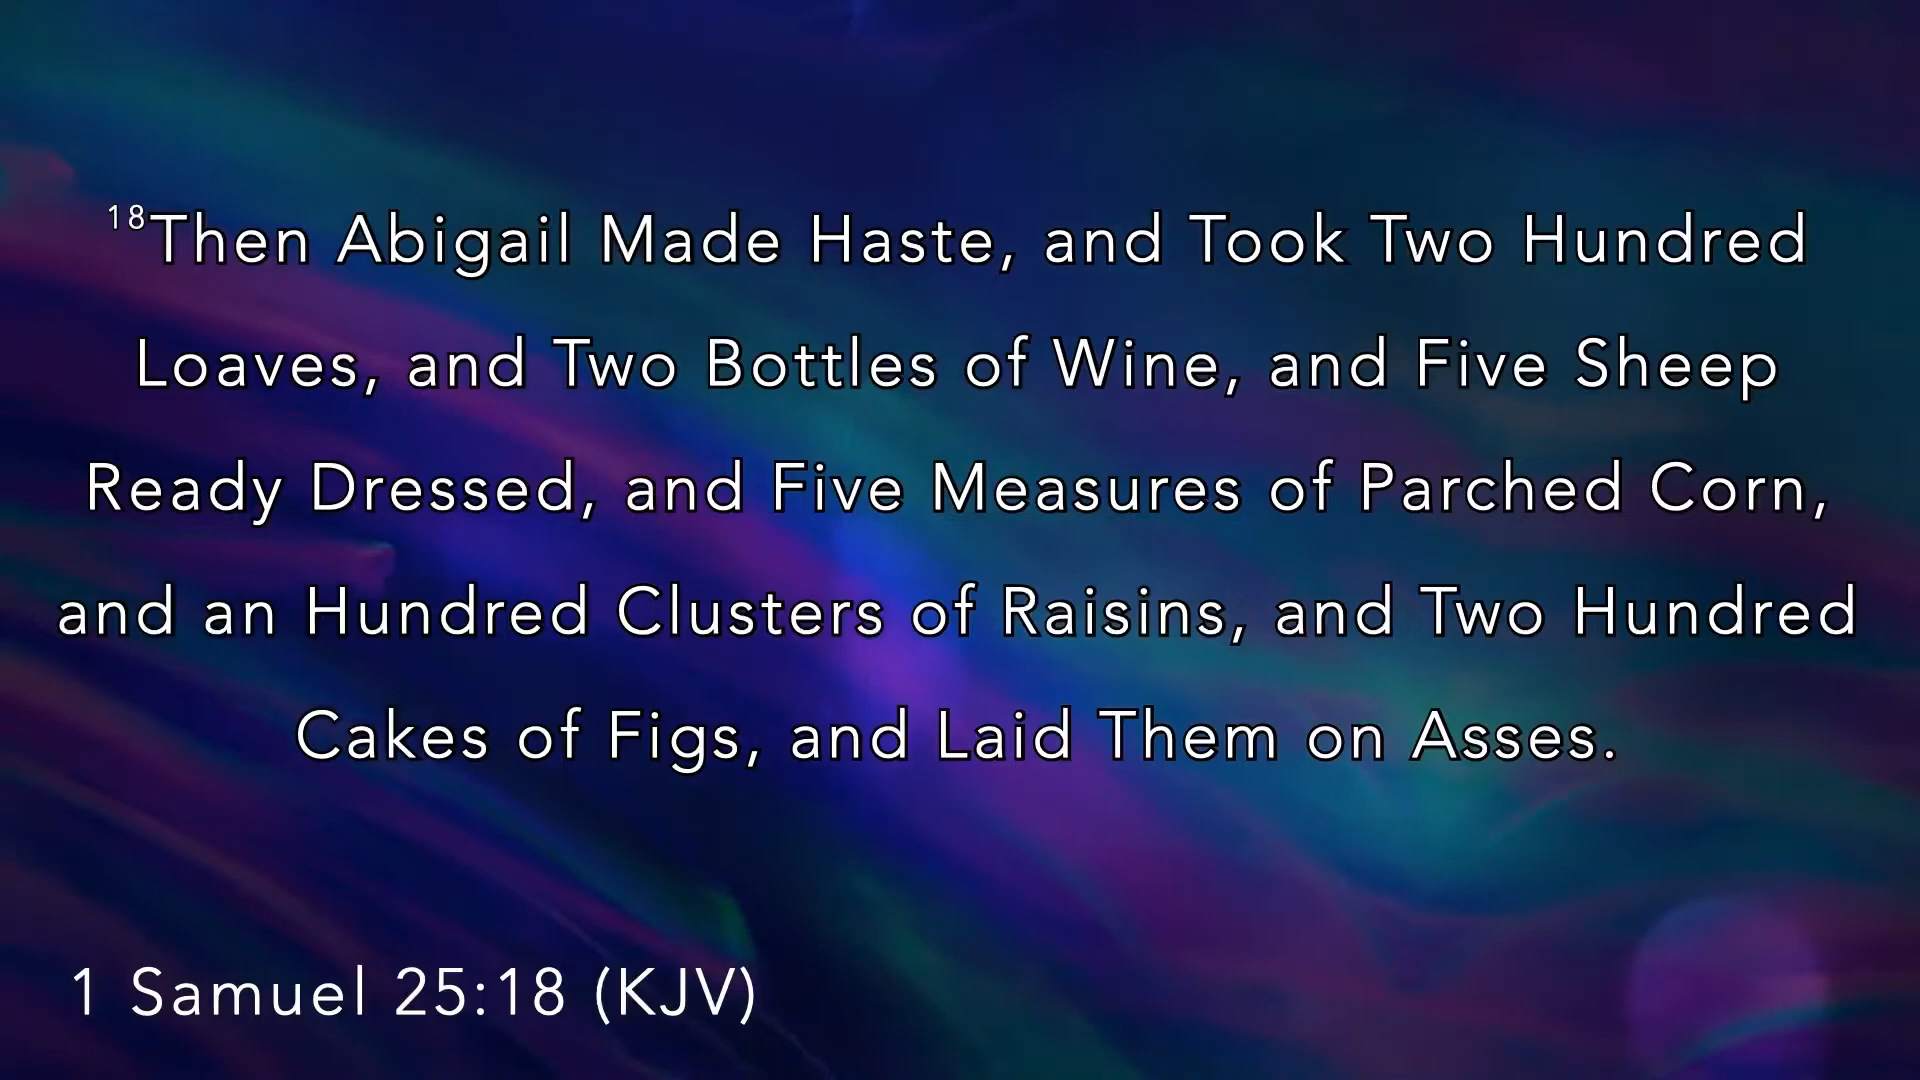 18Then Abigail Made Haste, and Took Two Hundred
Loaves, and Two Bottles of Wine, and Five Sheep
Ready Dressed, and Five Measures of Parched Corn,
and an Hundred Clusters of Raisins, and Two Hundred
Cakes of Figs, and Laid Them on Asses.
1 Samuel 25:18 (KJV)